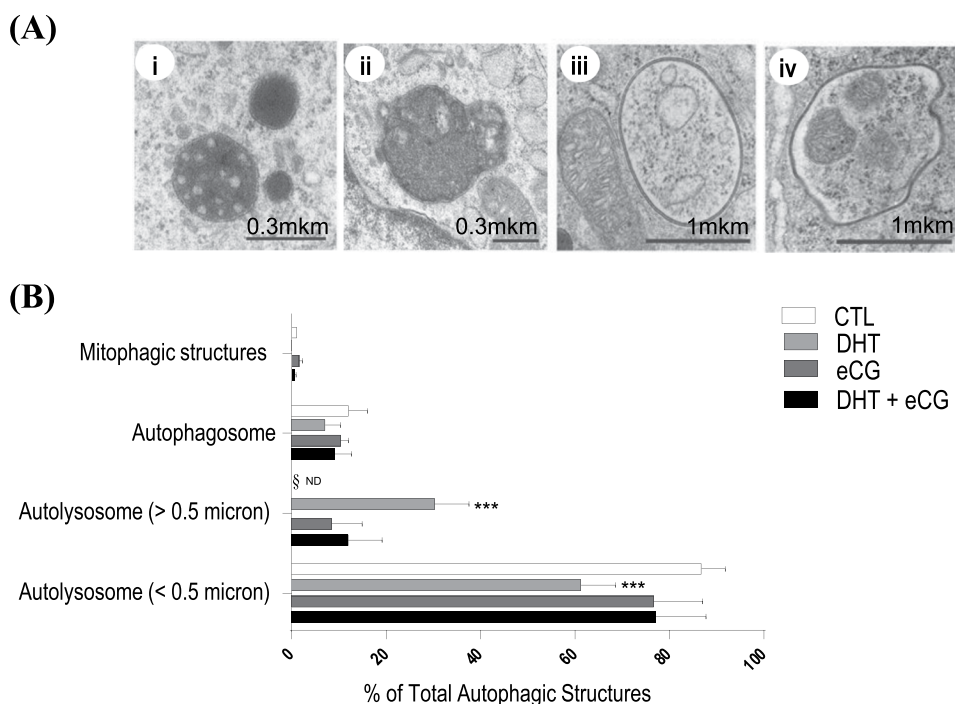 (A)
i
ii
iii
iv
0.3mkm
0.3mkm
1mkm
1mkm
(B)
CTL
DHT
eCG
DHT + eCG
Mitophagic structures
Autophagosome
§ ND
Autolysosome (> 0.5 micron)
***
Autolysosome (< 0.5 micron)
***
0
20
40
60
80
100
% of Total Autophagic Structures